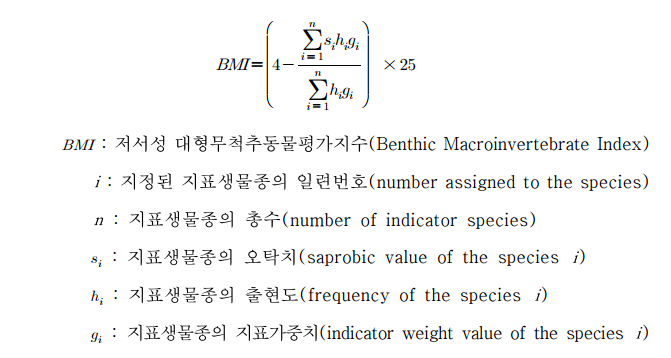 BMI = ( 4 - \frac{\sum_{i=1}^{n} s_i h_i g_i}{\sum_{i=1}^{n} h_i g_i} ) × 25
BMI : 저서성 대형무척추동물평가지수(Benthic Macroinvertebrate Index)
i : 지정된 지표생물종의 일련번호(number assigned to the species)
n : 지표생물종의 총수(number of indicator species)
s_i : 지표생물종의 오탁치(saprobic value of the species i)
h_i : 지표생물종의 출현도(frequency of the species i)
g_i : 지표생물종의 지표가중치(indicator weight value of the species i)